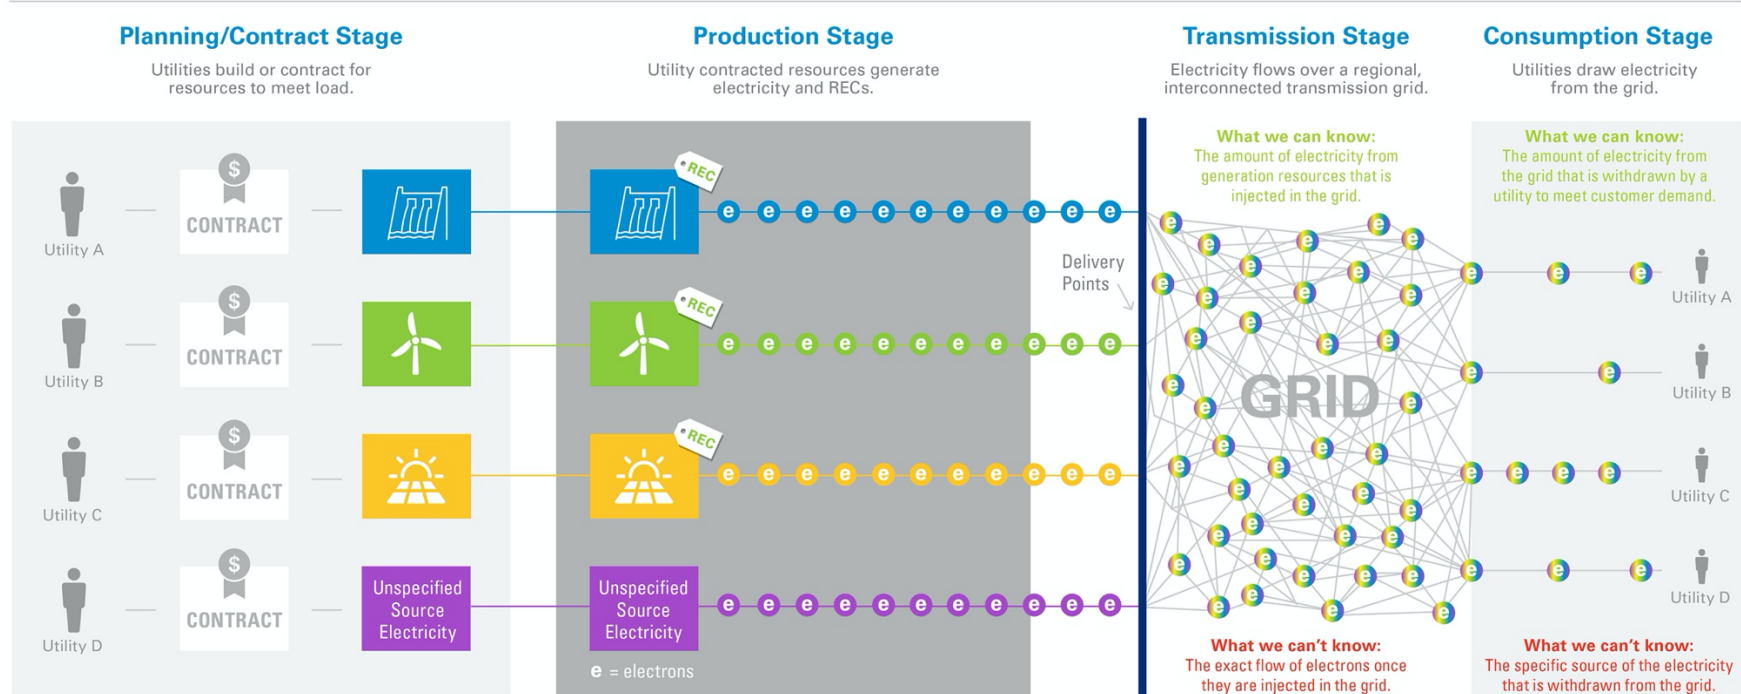 Planning/Contract Stage
Utilities build or contract for
resources to meet load.
Production Stage
Utility contracted resources generate
electricity and RECs.
Transmission Stage
Electricity flows over a regional,
interconnected transmission grid.
Consumption Stage
Utilities draw electricity
from the grid.
Utility A
$
CONTRACT
REC
e e e e e e e e e e e
Utility B
$
CONTRACT
REC
e e e e e e e e e e e
Utility C
$
CONTRACT
REC
e e e e e e e e e e e
Utility D
$
CONTRACT
Unspecified
Source
Electricity
Unspecified
Source
Electricity
e e e e e e e e e e e
e = electrons
Delivery
Points
What we can know:
The amount of electricity from
generation resources that is
injected in the grid.
GRID
What we can't know:
The exact flow of electrons once
they are injected in the grid.
What we can know:
The amount of electricity from
the grid that is withdrawn by a
utility to meet customer demand.
e e e
Utility A
e e
Utility B
e e e e
Utility C
e e e
Utility D
What we can't know:
The specific source of the electricity
that is withdrawn from the grid.